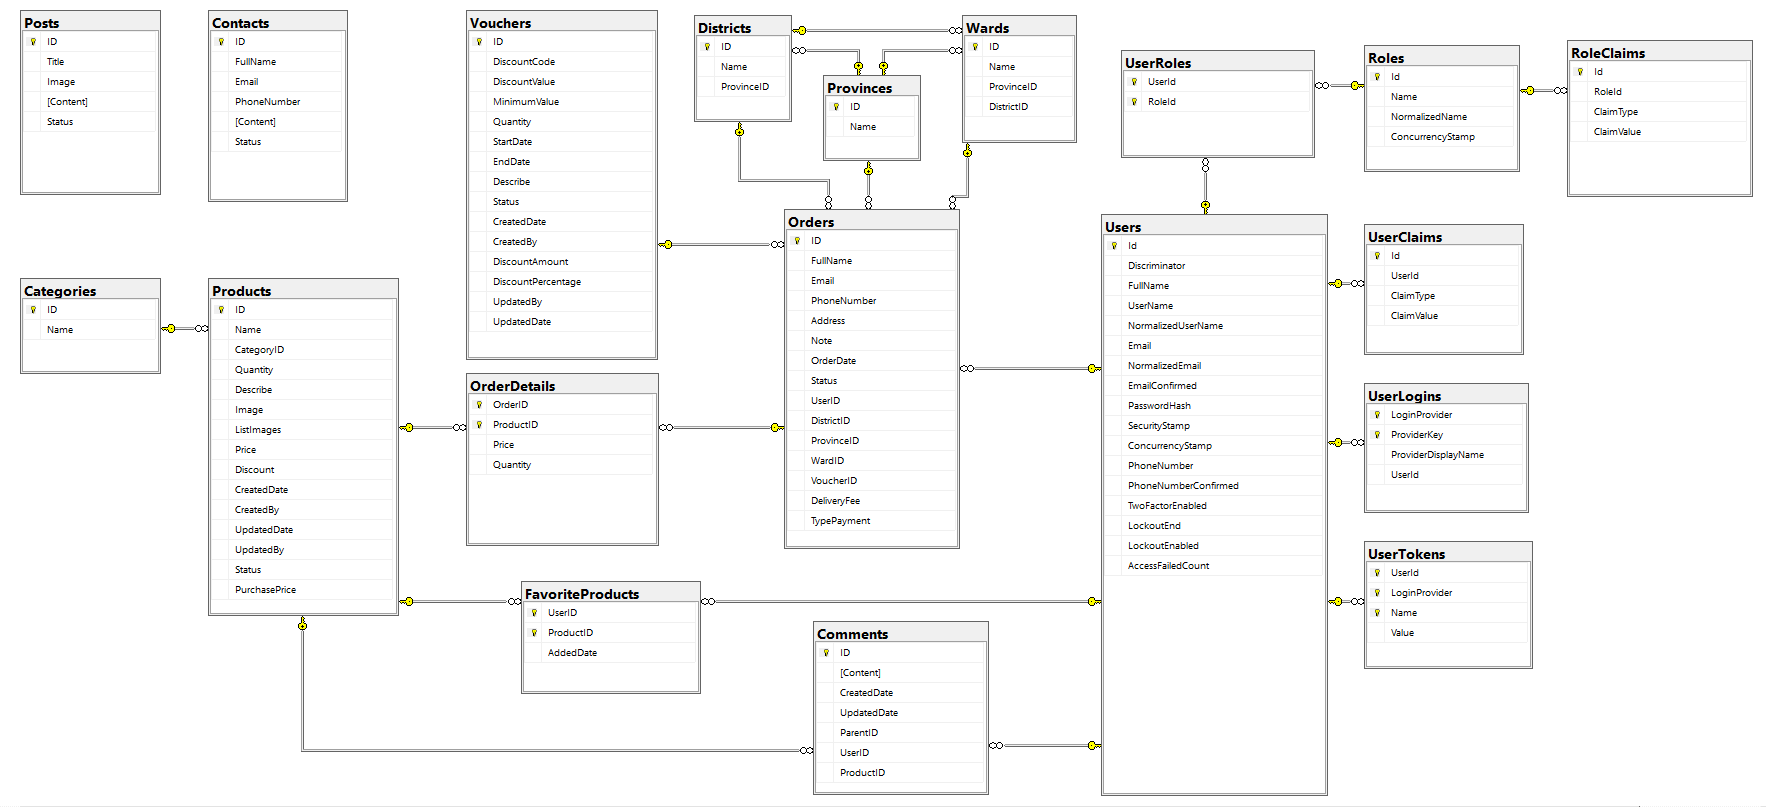 Posts
ID
Title
Image
[Content]
Status
Contacts
ID
FullName
Email
PhoneNumber
[Content]
Status
Vouchers
ID
DiscountCode
DiscountValue
MinimumValue
Quantity
StartDate
EndDate
Describe
Status
CreatedDate
CreatedBy
DiscountAmount
DiscountPercentage
UpdatedBy
UpdatedDate
Districts
ID
Name
ProvinceID
Provinces
ID
Name
Wards
ID
Name
ProvinceID
DistrictID
UserRoles
UserId
RoleId
Roles
Id
Name
NormalizedName
ConcurrencyStamp
RoleClaims
Id
RoleId
ClaimType
ClaimValue
Categories
ID
Name
Products
ID
Name
CategoryID
Quantity
Describe
Image
ListImages
Price
Discount
CreatedDate
CreatedBy
UpdatedDate
UpdatedBy
Status
PurchasePrice
OrderDetails
OrderID
ProductID
Price
Quantity
Orders
ID
FullName
Email
PhoneNumber
Address
Note
OrderDate
Status
UserID
DistrictID
ProvinceID
WardID
VoucherID
DeliveryFee
TypePayment
Users
Id
Discriminator
FullName
UserName
NormalizedUserName
Email
NormalizedEmail
EmailConfirmed
PasswordHash
SecurityStamp
ConcurrencyStamp
PhoneNumber
PhoneNumberConfirmed
TwoFactorEnabled
LockoutEnd
LockoutEnabled
AccessFailedCount
UserClaims
Id
UserId
ClaimType
ClaimValue
UserLogins
LoginProvider
ProviderKey
ProviderDisplayName
UserId
UserTokens
UserId
LoginProvider
Name
Value
FavoriteProducts
UserID
ProductID
AddedDate
Comments
ID
[Content]
CreatedDate
UpdatedDate
ParentID
UserID
ProductID